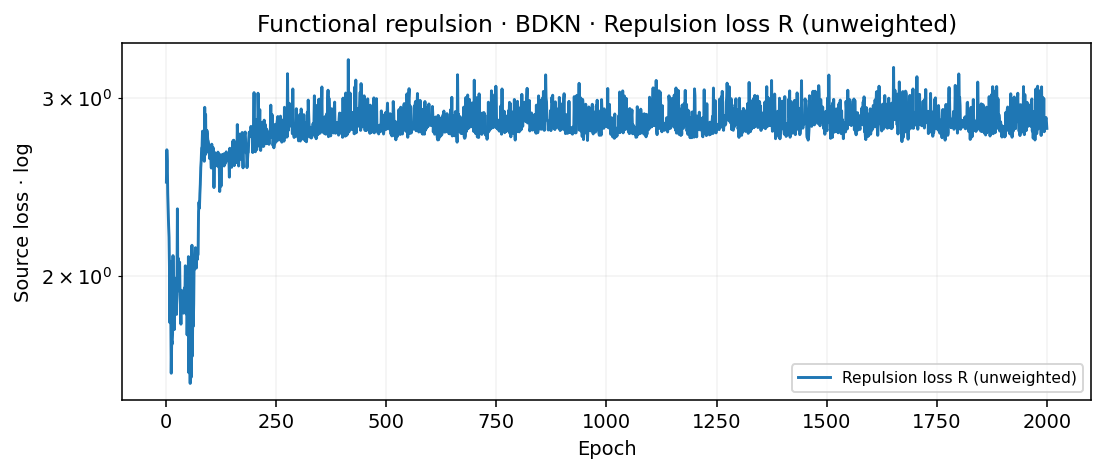 Functional repulsion · BDKN · Repulsion loss R (unweighted)
Source loss · log
3 × 10⁰
2 × 10⁰
0 250 500 750 1000 1250 1500 1750 2000
Epoch
Repulsion loss R (unweighted)